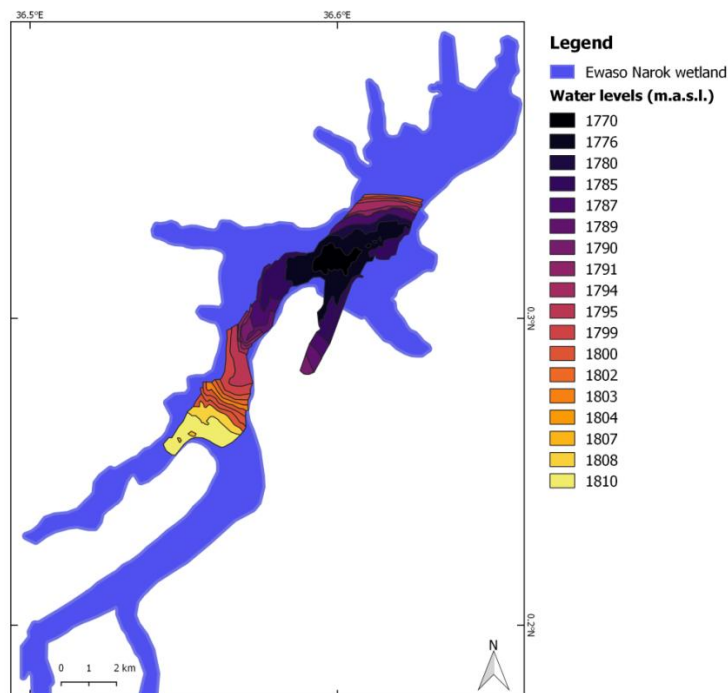 36.5°E
36.6°E
Legend
Ewaso Narok wetland
Water levels (m.a.s.l.)
1770
1776
1780
1785
1787
1789
1790
1791
1794
1795
1799
1800
1802
1803
1804
1807
1808
1810
0.3°N
0.2°N
0 1 2 km
N